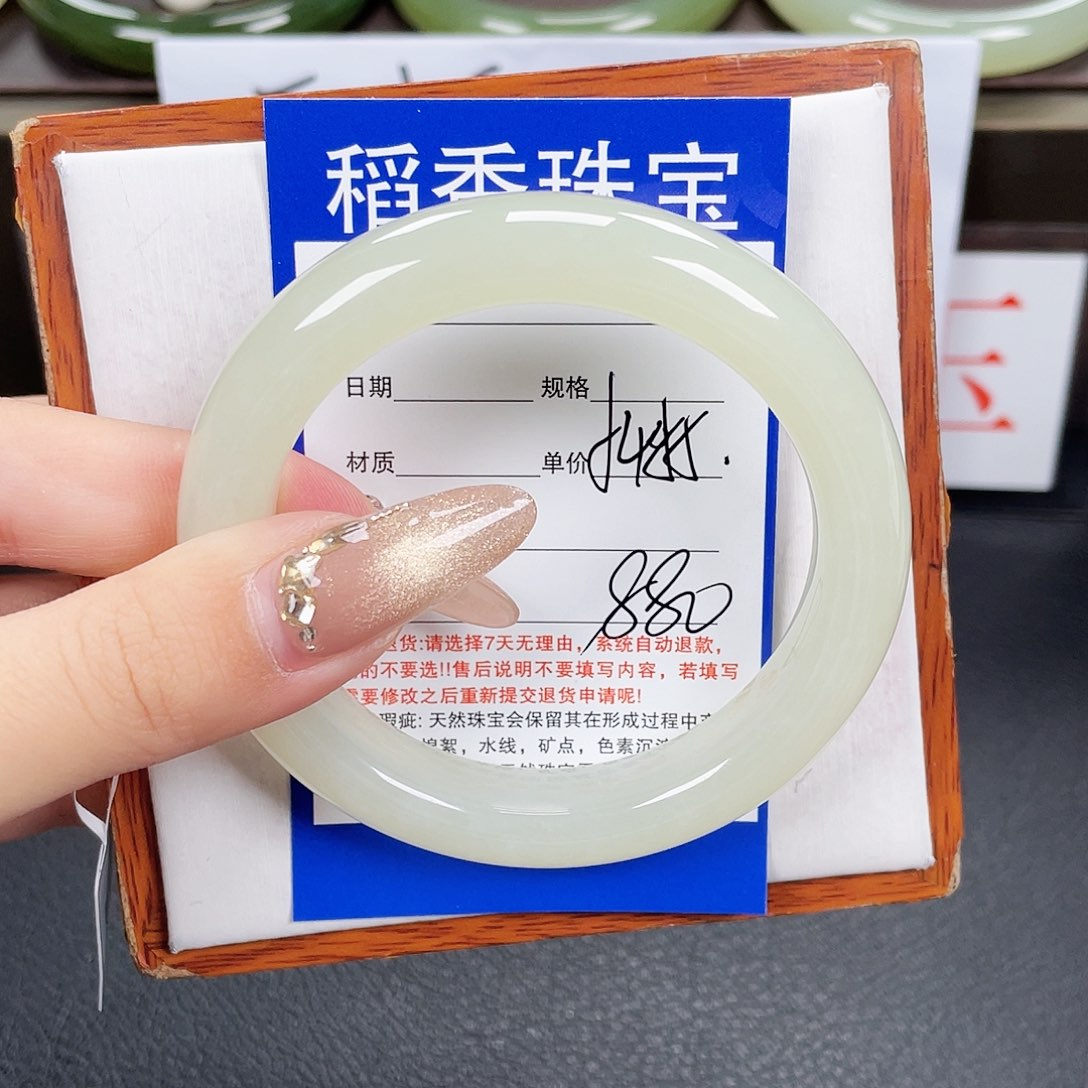 稻香珠宝
日期 规格
材质 单价
880
退货:请选择7天无理由,系统自动退款,
的不要选!!售后说明不要填写内容，若填写
要修改之后重新提交退货申请呢!
瑕疵: 天然珠宝会保留其在形成过程中
棉絮，水线，矿点，色素沉